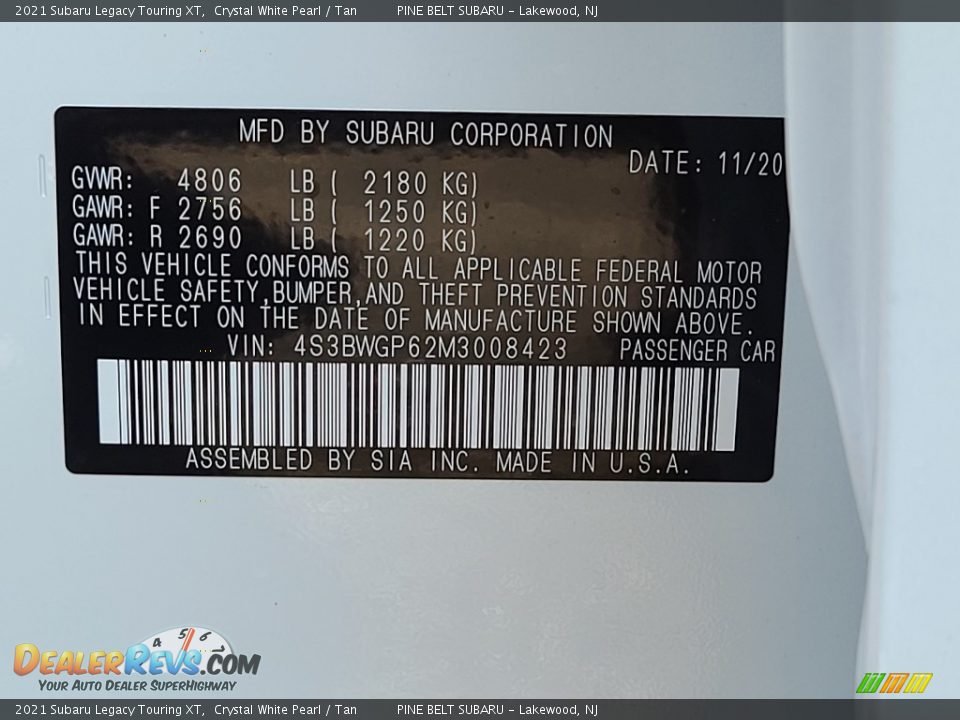 2021 Subaru Legacy Touring XT, Crystal White Pearl / Tan PINE BELT SUBARU - Lakewood, NJ
MFD BY SUBARU CORPORATION
DATE: 11/20
GVWR: 4806 LB ( 2180 KG)
GAWR: F 2756 LB ( 1250 KG)
GAWR: R 2690 LB ( 1220 KG)
THIS VEHICLE CONFORMS TO ALL APPLICABLE FEDERAL MOTOR
VEHICLE SAFETY,BUMPER,AND THEFT PREVENTION STANDARDS
IN EFFECT ON THE DATE OF MANUFACTURE SHOWN ABOVE.
VIN: 4S3BWGP62M3008423 PASSENGER CAR
ASSEMBLED BY SIA INC. MADE IN U.S.A.
4 5 6 7
DEALERREVS.COM
YOUR AUTO DEALER SUPERHIGHWAY
2021 Subaru Legacy Touring XT, Crystal White Pearl / Tan PINE BELT SUBARU - Lakewood, NJ